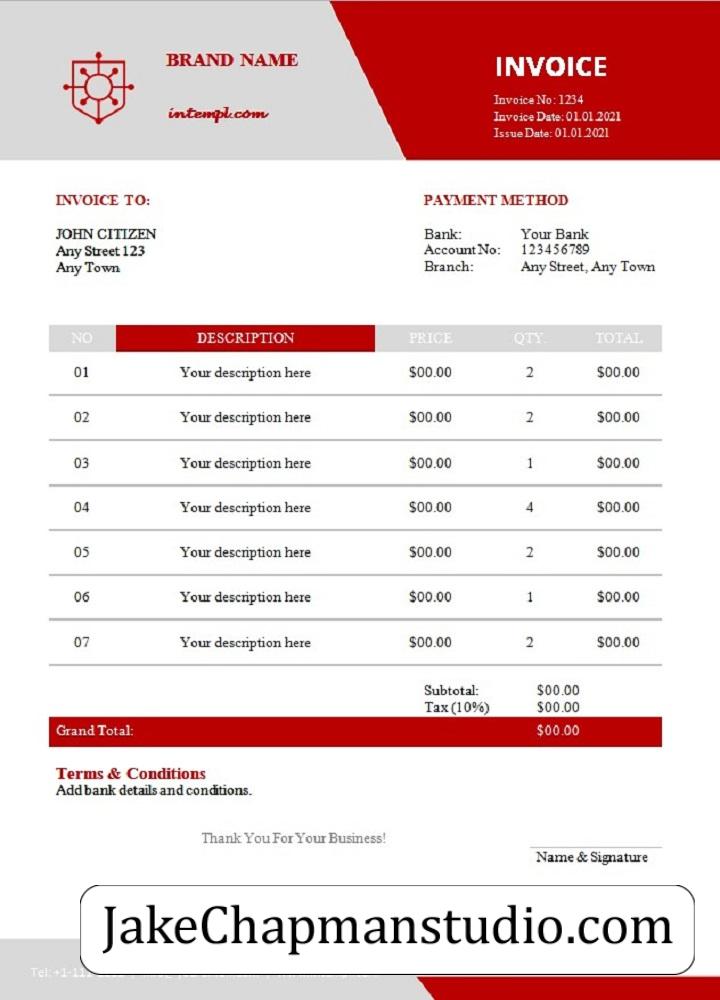 BRAND NAME
intempl.com
INVOICE
Invoice No: 1234
Invoice Date: 01.01.2021
Issue Date: 01.01.2021
INVOICE TO:
JOHN CITIZEN
Any Street 123
Any Town
PAYMENT METHOD
Bank: Your Bank
Account No: 123456789
Branch: Any Street, Any Town
NO DESCRIPTION PRICE QTY. TOTAL
01 Your description here $00.00 2 $00.00
02 Your description here $00.00 2 $00.00
03 Your description here $00.00 1 $00.00
04 Your description here $00.00 4 $00.00
05 Your description here $00.00 2 $00.00
06 Your description here $00.00 1 $00.00
07 Your description here $00.00 2 $00.00
Subtotal: $00.00
Tax (10%) $00.00
Grand Total: $00.00
Terms & Conditions
Add bank details and conditions.
Thank You For Your Business!
Name & Signature
JakeChapmanstudio.com
Tel: